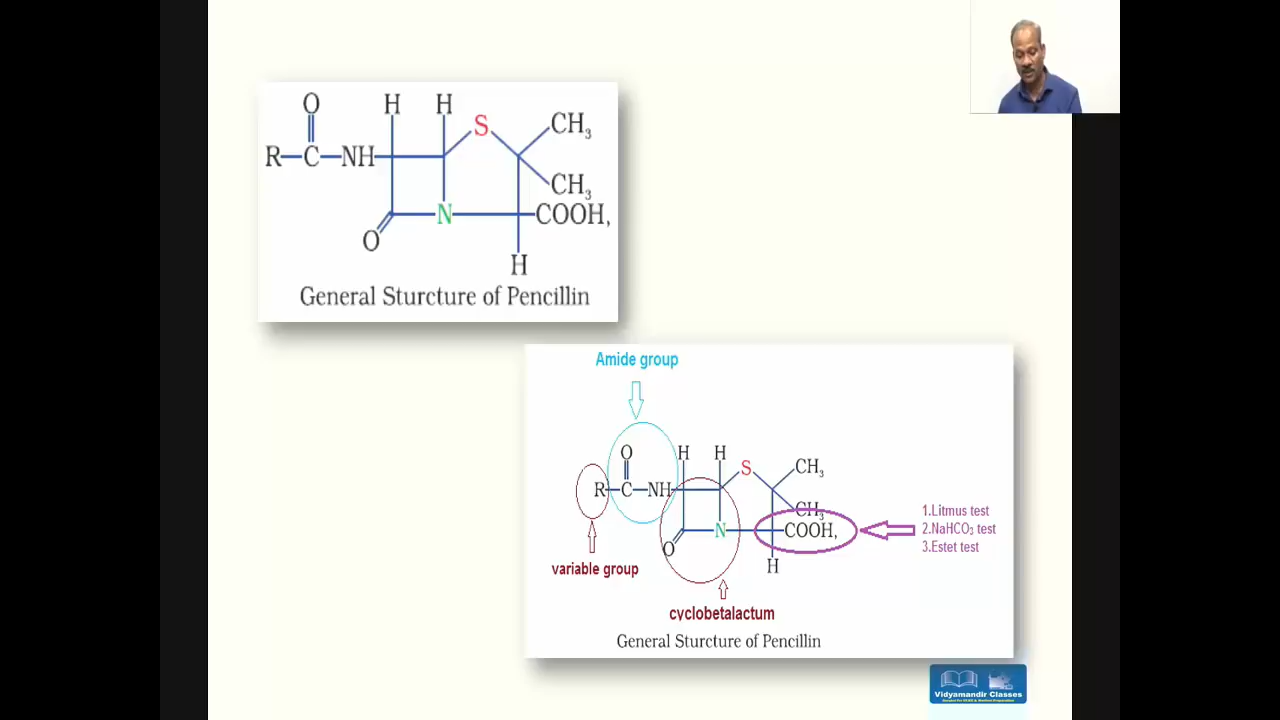 O H H S CH₃
R C NH
CH₃
N COOH,
O
H
General Sturcture of Pencillin
Amide group
O H H S CH₃
R C NH
CH₃
N COOH,
O
H
1.Litmus test
2.NaHCO₃ test
3.Estet test
variable group
cyclobetalactum
General Sturcture of Pencillin
Vidyamandir Classes